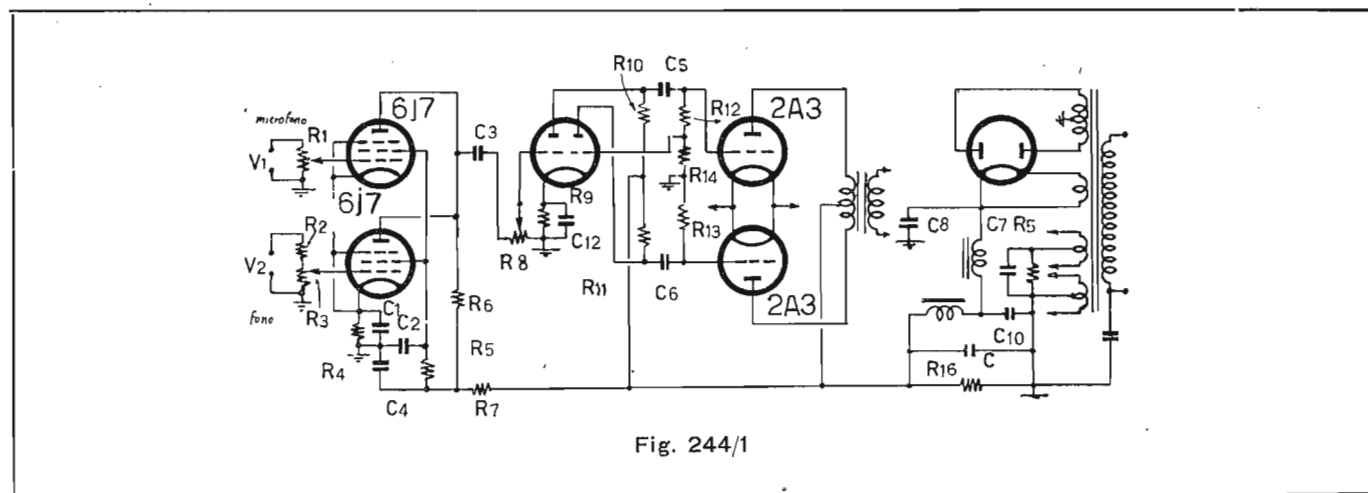 microfono
R1
V1
6J7
6J7
R2
V2
R3
fono
C1
C2
R4
C4
R5
R6
R7
C3
R8
R9
C12
R10
C5
R12
R14
R13
R11
C6
2A3
2A3
C8
C7 R5
C10
C
R16
Fig. 244/1